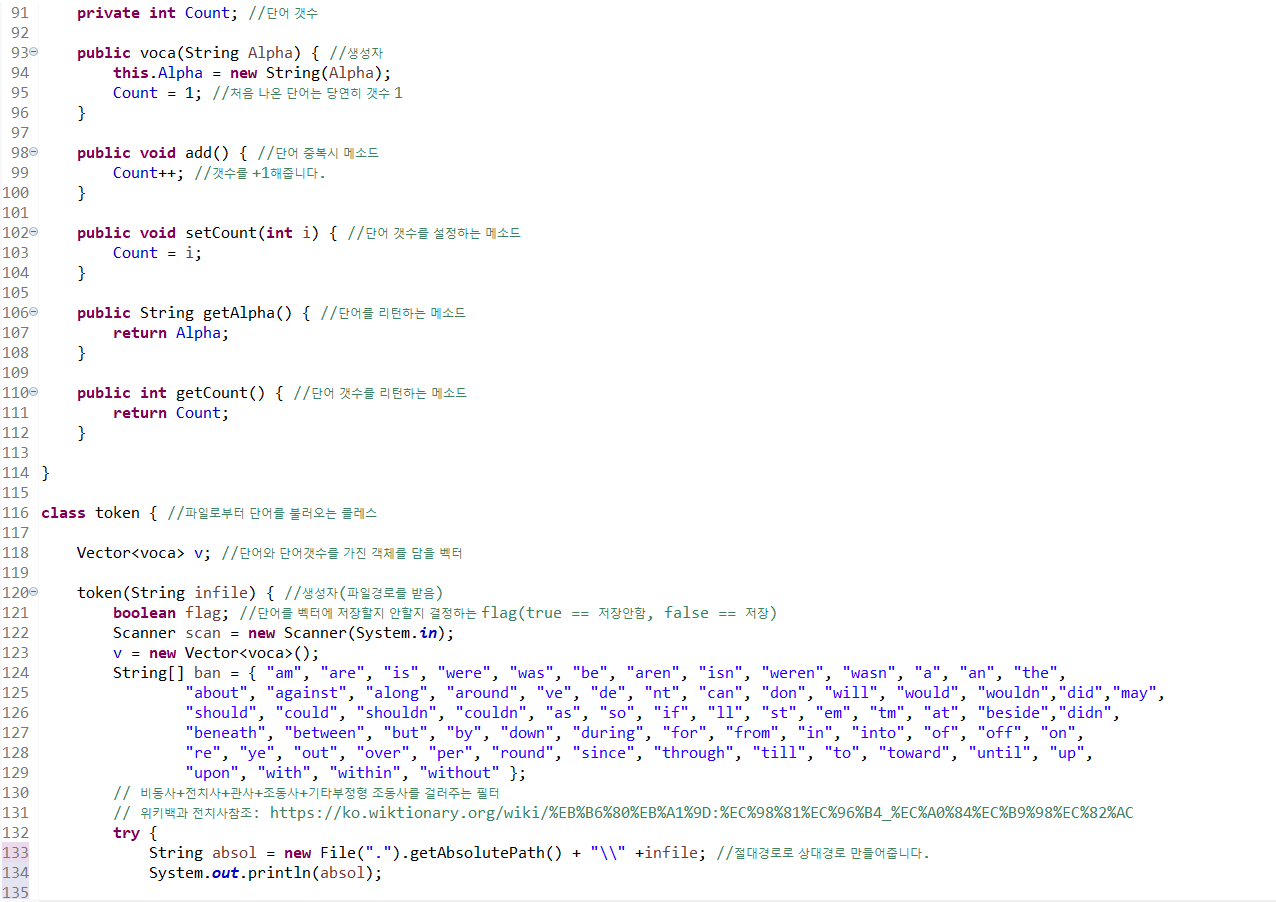 91 private int Count; //단어 갯수
92
93 public voca(String Alpha) { //생성자
94 this.Alpha = new String(Alpha);
95 Count = 1; //처음 나온 단어는 당연히 갯수 1
96 }
97
98 public void add() { //단어 중복시 메소드
99 Count++; //갯수를 +1해줍니다.
100 }
101
102 public void setCount(int i) { //단어 갯수를 설정하는 메소드
103 Count = i;
104 }
105
106 public String getAlpha() { //단어를 리턴하는 메소드
107 return Alpha;
108 }
109
110 public int getCount() { //단어 갯수를 리턴하는 메소드
111 return Count;
112 }
113
114 }
115
116 class token { //파일로부터 단어를 불러오는 클레스
117
118 Vector<voca> v; //단어와 단어갯수를 가진 객체를 담을 벡터
119
120 token(String infile) { //생성자(파일경로를 받음)
121 boolean flag; //단어를 벡터에 저장할지 안할지 결정하는 flag(true == 저장안함, false == 저장)
122 Scanner scan = new Scanner(System.in);
123 v = new Vector<voca>();
124 String[] ban = { "am", "are", "is", "were", "was", "be", "aren", "isn", "weren", "wasn", "a", "an", "the",
125 "about", "against", "along", "around", "ve", "de", "nt", "can", "don", "will", "would", "wouldn","did","may",
126 "should", "could", "shouldn", "couldn", "as", "so", "if", "ll", "st", "em", "tm", "at", "beside","didn",
127 "beneath", "between", "but", "by", "down", "during", "for", "from", "in", "into", "of", "off", "on",
128 "re", "ye", "out", "over", "per", "round", "since", "through", "till", "to", "toward", "until", "up",
129 "upon", "with", "within", "without" };
130 // 비동사+전치사+관사+조동사+기타부정형 조동사를 걸러주는 필터
131 // 위키백과 전치사참조: https://ko.wiktionary.org/wiki/%EB%B6%80%EB%A1%9D:%EC%98%81%EC%96%B4_%EC%A0%84%EC%B9%98%EC%82%AC
132 try {
133 String absol = new File(".").getAbsolutePath() + "\\" +infile; //절대경로로 상대경로 만들어줍니다.
134 System.out.println(absol);
135